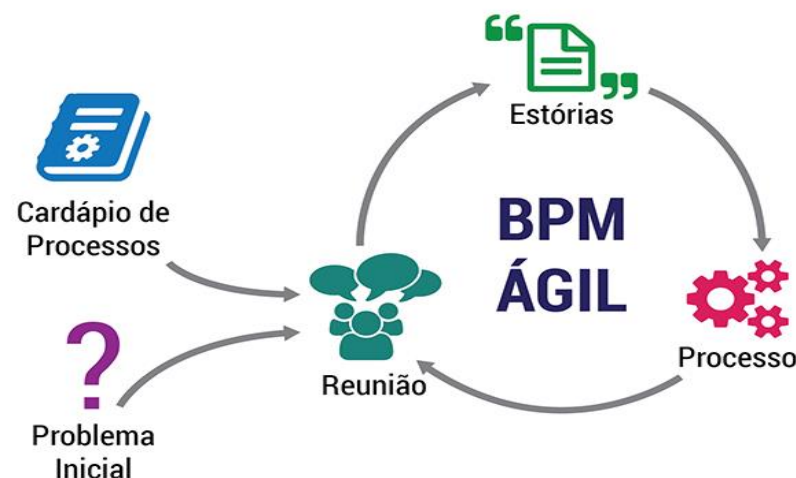 Estórias
Cardápio de
Processos
BPM
ÁGIL
Reunião
Processo
?
Problema
Inicial